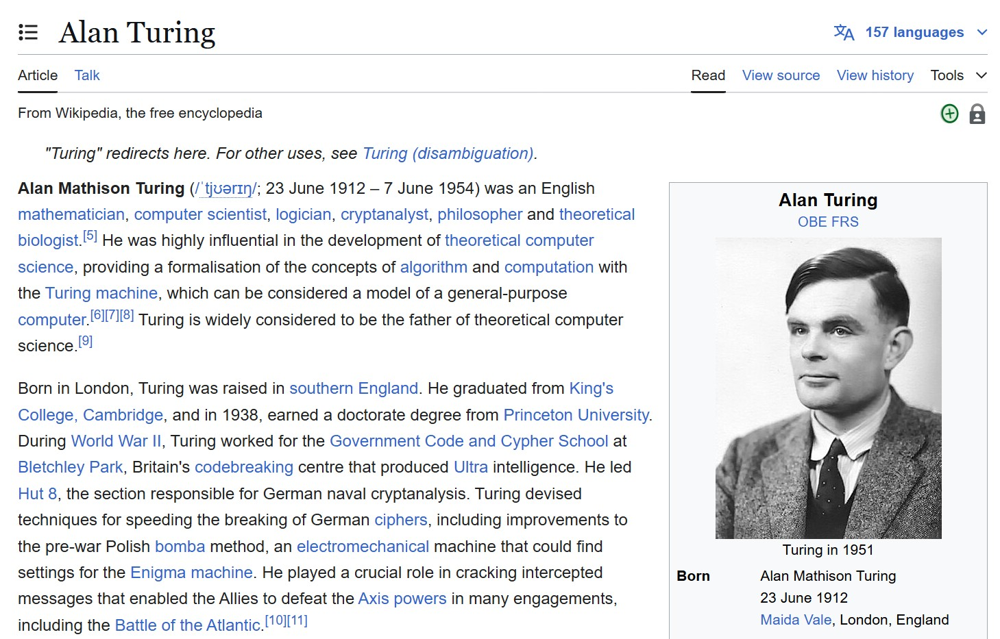 Alan Turing
157 languages
Article Talk
Read View source View history Tools
From Wikipedia, the free encyclopedia
"Turing" redirects here. For other uses, see Turing (disambiguation).
Alan Mathison Turing (/ˈtjʊərɪŋ/; 23 June 1912 – 7 June 1954) was an English
mathematician, computer scientist, logician, cryptanalyst, philosopher and theoretical
biologist.[5] He was highly influential in the development of theoretical computer
science, providing a formalisation of the concepts of algorithm and computation with
the Turing machine, which can be considered a model of a general-purpose
computer.[6][7][8] Turing is widely considered to be the father of theoretical computer
science.[9]
Born in London, Turing was raised in southern England. He graduated from King's
College, Cambridge, and in 1938, earned a doctorate degree from Princeton University.
During World War II, Turing worked for the Government Code and Cypher School at
Bletchley Park, Britain's codebreaking centre that produced Ultra intelligence. He led
Hut 8, the section responsible for German naval cryptanalysis. Turing devised
techniques for speeding the breaking of German ciphers, including improvements to
the pre-war Polish bomba method, an electromechanical machine that could find
settings for the Enigma machine. He played a crucial role in cracking intercepted
messages that enabled the Allies to defeat the Axis powers in many engagements,
including the Battle of the Atlantic.[10][11]
Alan Turing
OBE FRS
Turing in 1951
Born Alan Mathison Turing
23 June 1912
Maida Vale, London, England